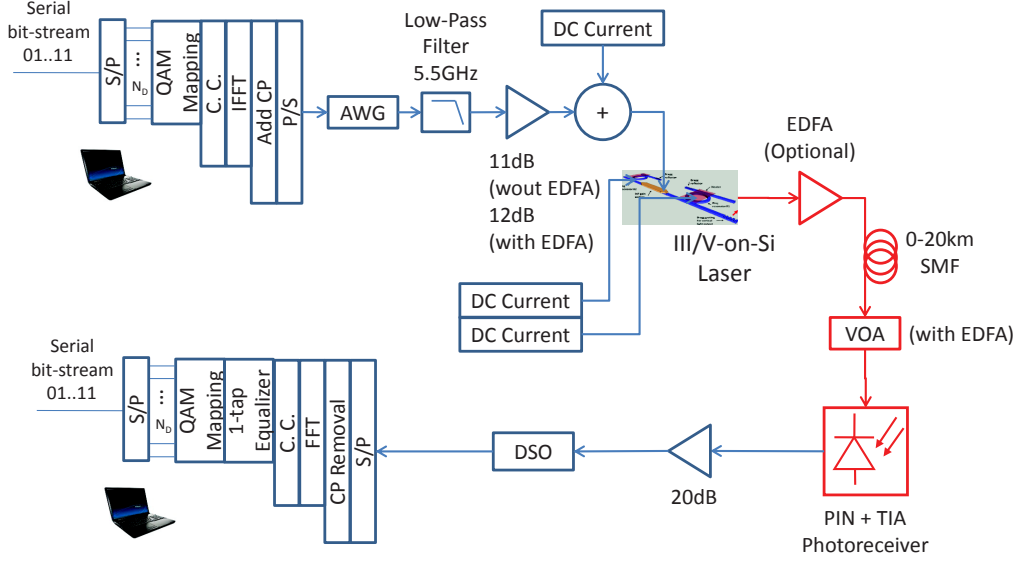 Serial
bit-stream
01..11
S/P
...
N_D
QAM
Mapping
C. C.
IFFT
Add CP
P/S
AWG
Low-Pass
Filter
5.5GHz
DC Current
+
11dB
(wout EDFA)
12dB
(with EDFA)
III/V-on-Si
Laser
DC Current
DC Current
EDFA
(Optional)
0-20km
SMF
VOA
(with EDFA)
PIN + TIA
Photoreceiver
20dB
DSO
S/P
CP Removal
FFT
C. C.
1-tap
Equalizer
QAM
Mapping
...
N_D
S/P
Serial
bit-stream
01..11